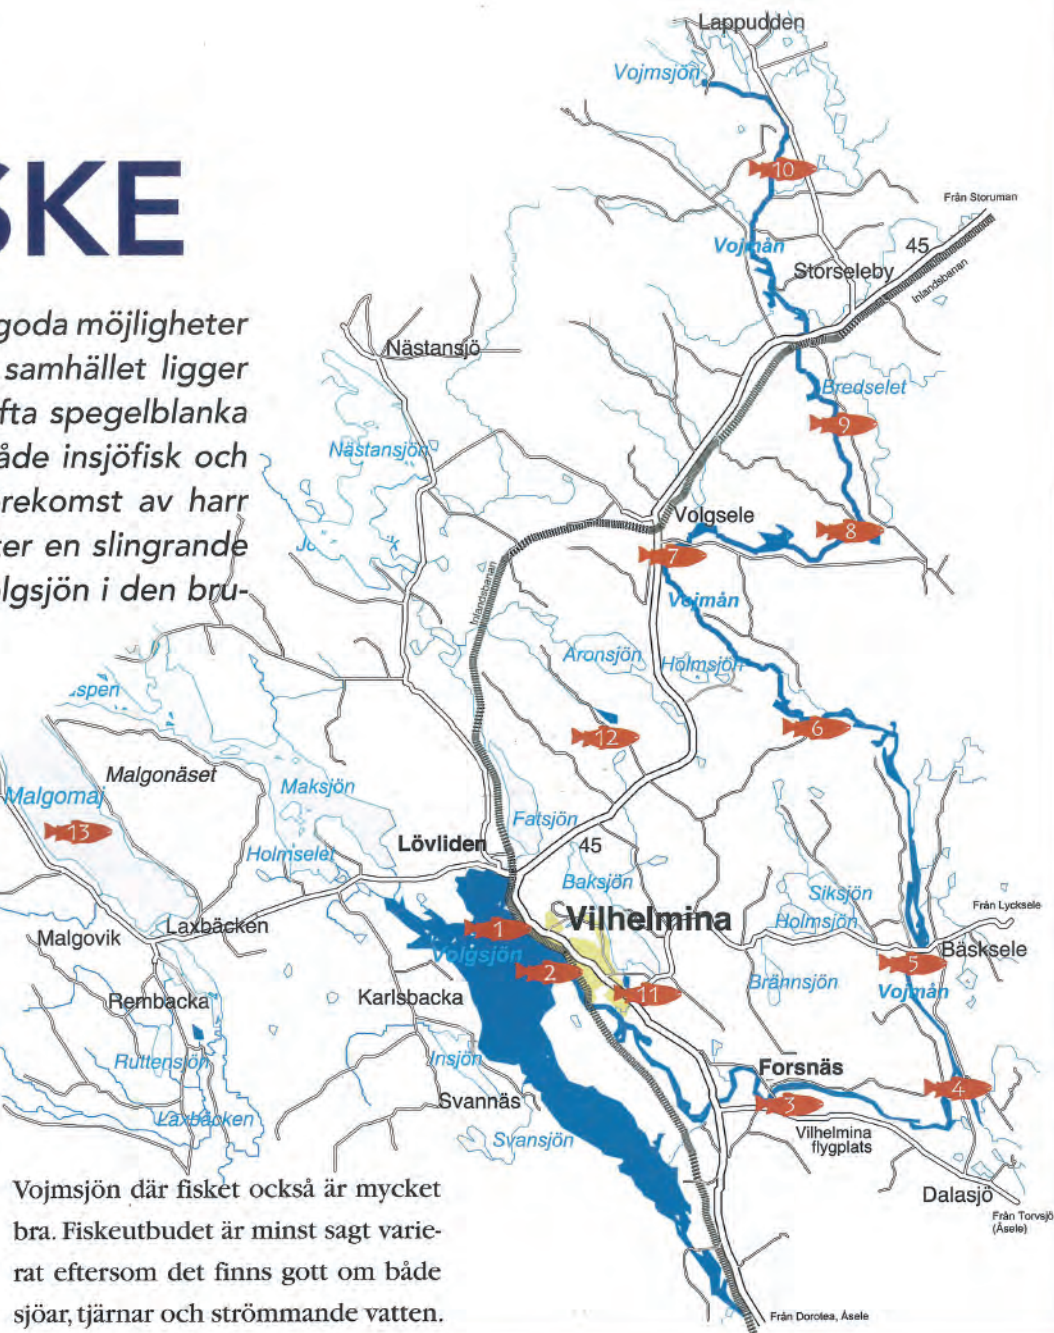 SKE
goda möjligheter
samhället ligger
fta spegelblanka
åde insjöfisk och
rekomst av harr
ter en slingrande
lgsjön i den bru-
Lappudden
Vojmsjön
10
Från Storuman
Vojmån
45
Storseleby
Inlandsbanan
Nästansjö
Bredselet
9
Nästansjön
Volgsele
8
7
Inlandsbanan
Vojmån
Aronsjön
Holmsjön
spen
12
6
Malgonäset
Malgomaj
Maksjön
13
Fatsjön
Lövliden
45
Holmselet
Baksjön
Siksjön
Från Lycksele
Vilhelmina
Holmsjön
Laxbäcken
1
Malgovik
Volgsjön
Bäsksele
5
2
Brännsjön
Vojmån
Rembacka
Karlsbacka
11
Ruttensjön
Insjön
Forsnäs
4
Svannäs
3
Laxbäcken
Vilhelmina
flygplats
Svansjön
Dalasjö
Från Torvsjö
(Åsele)
Från Dorotea, Åsele
Vojmsjön där fisket också är mycket
bra. Fiskeutbudet är minst sagt varie-
rat eftersom det finns gott om både
sjöar, tjärnar och strömmande vatten.